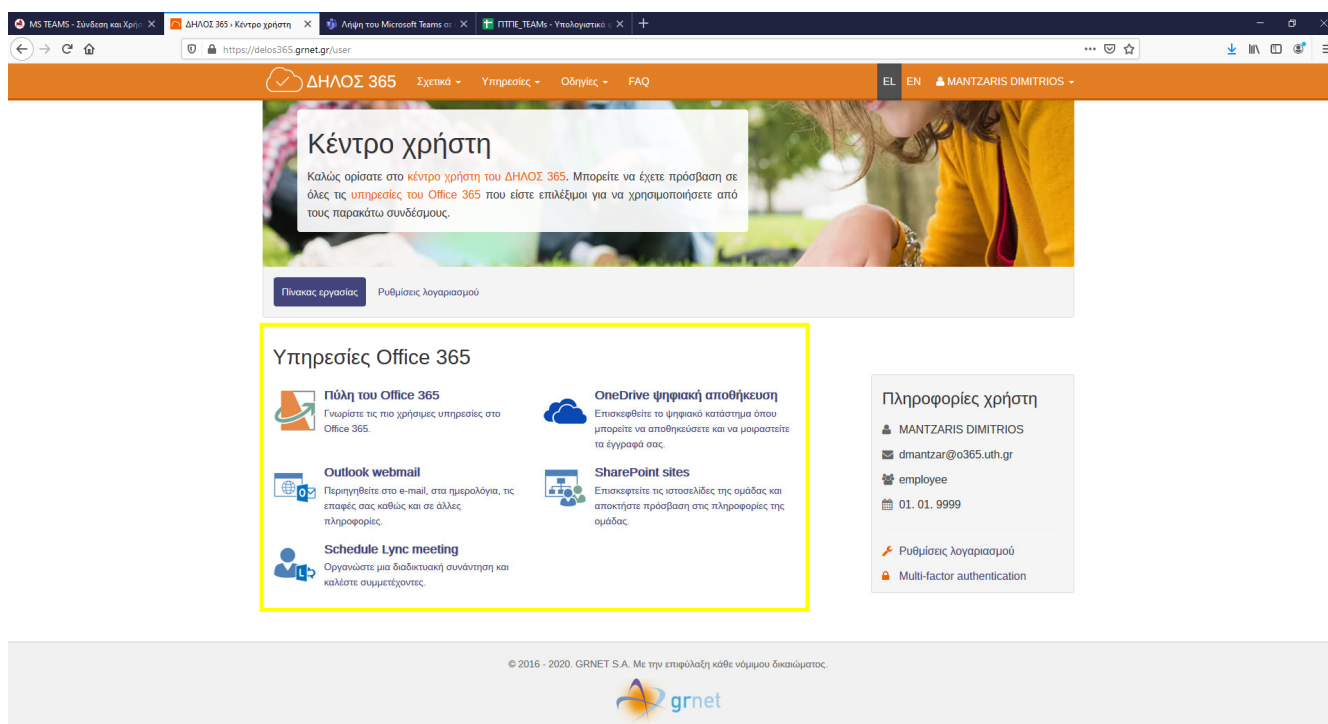 MS TEAMS - Σύνδεση και Χρήσ
ΔΗΛΟΣ 365 › Κέντρο χρήστη
Λήψη του Microsoft Teams σε
ΠΤΠΕ_TEAMs - Υπολογιστικό φ
https://delos365.grnet.gr/user
ΔΗΛΟΣ 365
Σχετικά
Υπηρεσίες
Οδηγίες
FAQ
EL
EN
MANTZARIS DIMITRIOS
Κέντρο χρήστη
Καλώς ορίσατε στο κέντρο χρήστη του ΔΗΛΟΣ 365. Μπορείτε να έχετε πρόσβαση σε
όλες τις υπηρεσίες του Office 365 που είστε επιλέξιμοι για να χρησιμοποιήσετε από
τους παρακάτω συνδέσμους.
Πίνακας εργασίας
Ρυθμίσεις λογαριασμού
Υπηρεσίες Office 365
Πύλη του Office 365
Γνωρίστε τις πιο χρήσιμες υπηρεσίες στο
Office 365.
OneDrive ψηφιακή αποθήκευση
Επισκεφθείτε το ψηφιακό κατάστημα όπου
μπορείτε να αποθηκεύσετε και να μοιραστείτε
τα έγγραφά σας.
Outlook webmail
Περιηγηθείτε στο e-mail, στα ημερολόγια, τις
επαφές σας καθώς και σε άλλες
πληροφορίες.
SharePoint sites
Επισκεφτείτε τις ιστοσελίδες της ομάδας και
αποκτήστε πρόσβαση στις πληροφορίες της
ομάδας.
Schedule Lync meeting
Οργανώστε μια διαδικτυακή συνάντηση και
καλέστε συμμετέχοντες.
Πληροφορίες χρήστη
MANTZARIS DIMITRIOS
dmantzar@o365.uth.gr
employee
01. 01. 9999
Ρυθμίσεις λογαριασμού
Multi-factor authentication
© 2016 - 2020. GRNET S.A. Με την επιφύλαξη κάθε νόμιμου δικαιώματος.
grnet